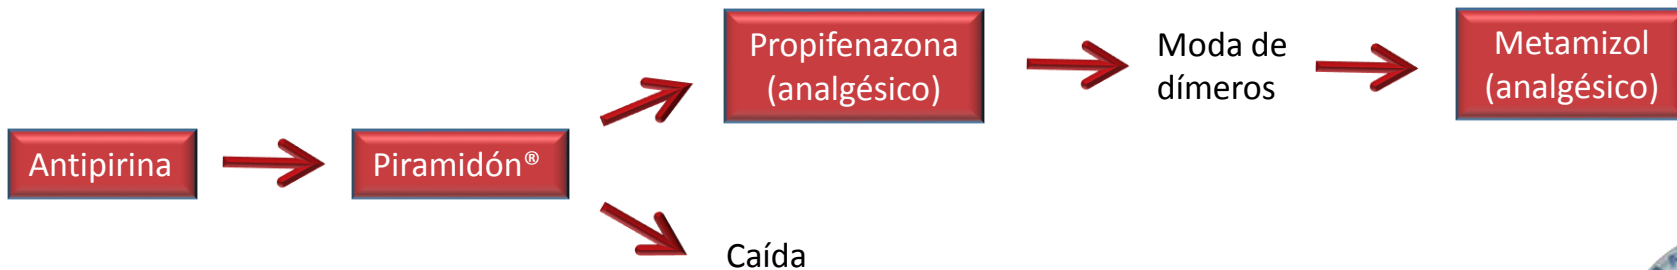 Antipirina
Piramidón®
Propifenazona
(analgésico)
Moda de
dímeros
Metamizol
(analgésico)
Caída